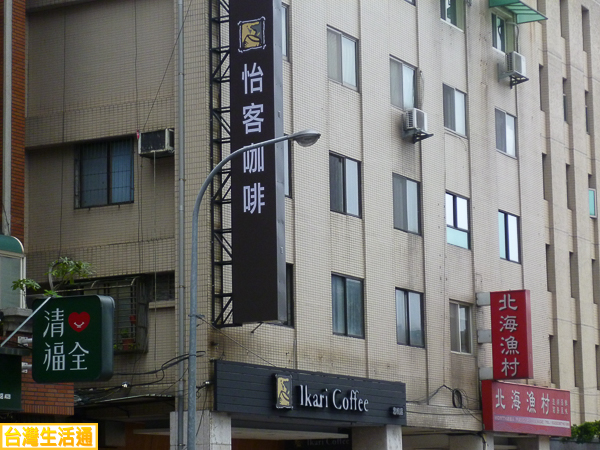 怡客咖啡
Ikari Coffee
清
福全
北海漁村
北海漁村
台灣生活通